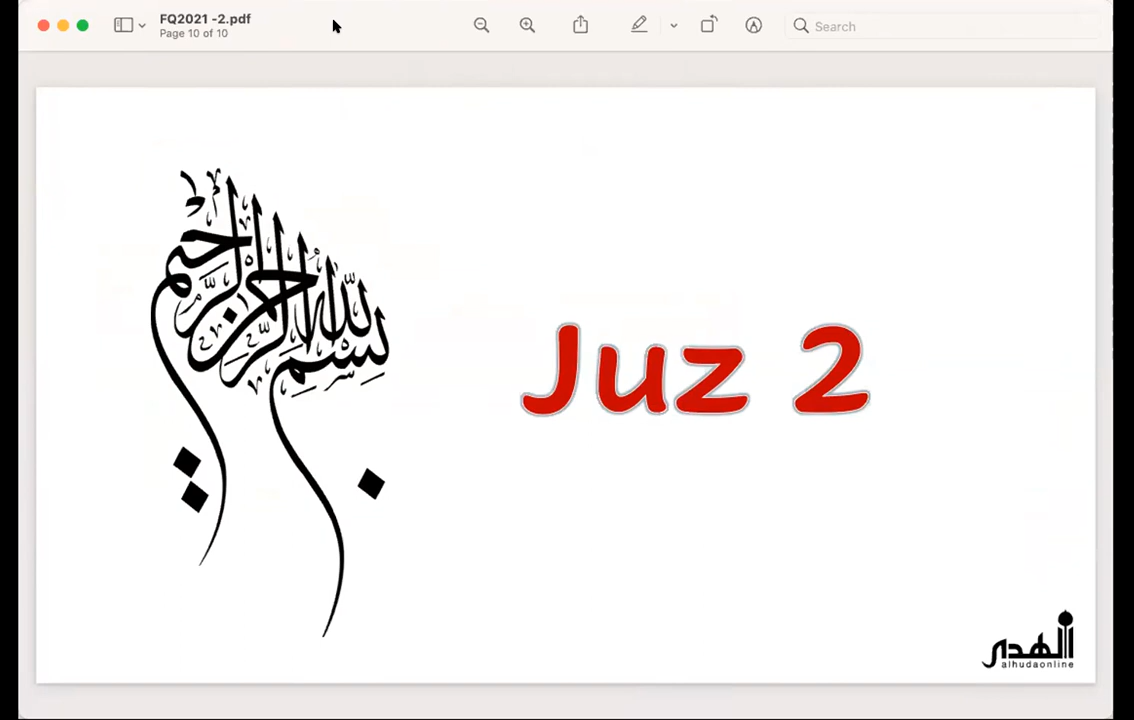 FQ2021 -2.pdf
Page 10 of 10
Search
بسم الله الرحمن الرحيم
Juz 2
الهدى
alhudaonline